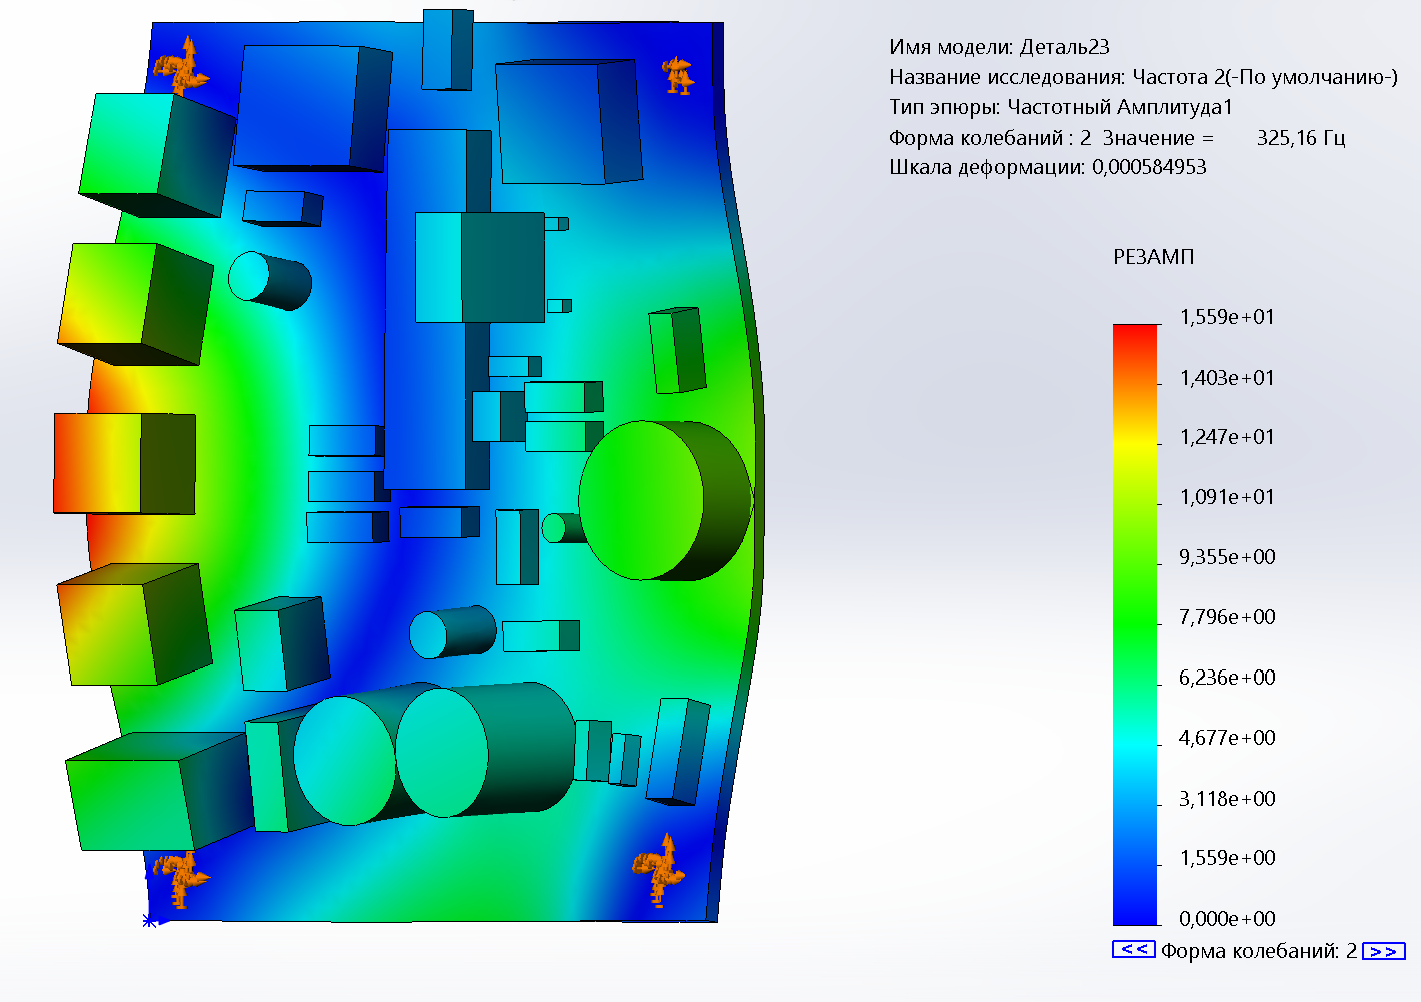 Имя модели: Деталь23
Название исследования: Частота 2(-По умолчанию-)
Тип эпюры: Частотный Амплитуда1
Форма колебаний : 2 Значение = 325,16 Гц
Шкала деформации: 0,000584953
РЕЗАМП
1,559e+01
1,403e+01
1,247e+01
1,091e+01
9,355e+00
7,796e+00
6,236e+00
4,677e+00
3,118e+00
1,559e+00
0,000e+00
<< Форма колебаний: 2 >>